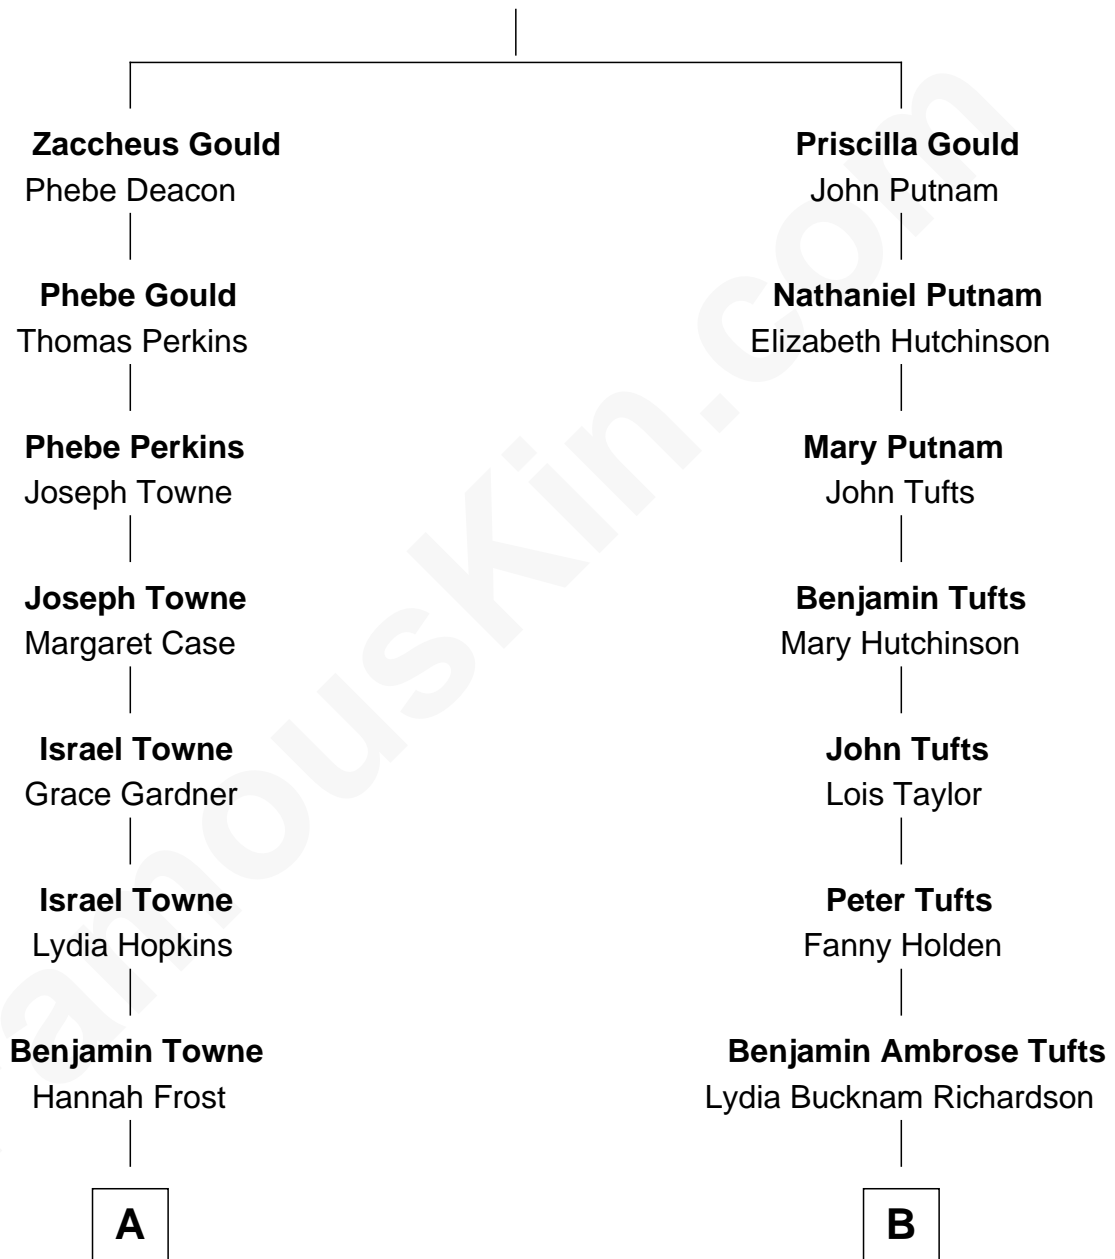 Zaccheus Gould
Phebe Deacon
Priscilla Gould
John Putnam
Phebe Gould
Thomas Perkins
Nathaniel Putnam
Elizabeth Hutchinson
Phebe Perkins
Joseph Towne
Mary Putnam
John Tufts
Joseph Towne
Margaret Case
Benjamin Tufts
Mary Hutchinson
Israel Towne
Grace Gardner
John Tufts
Lois Taylor
Israel Towne
Lydia Hopkins
Peter Tufts
Fanny Holden
Benjamin Towne
Hannah Frost
Benjamin Ambrose Tufts
Lydia Bucknam Richardson
A
B
amousKin.com